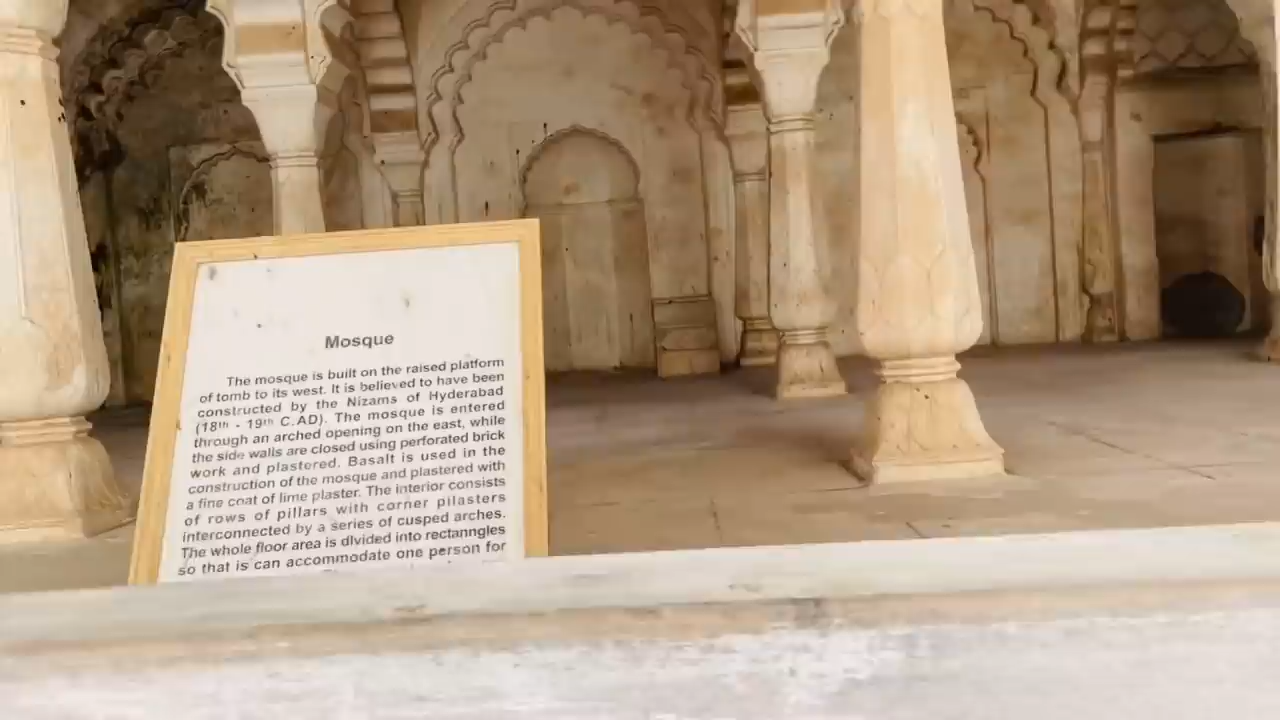 Mosque
The mosque is built on the raised platform
of tomb to its west. It is believed to have been
constructed by the Nizams of Hyderabad
(18th - 19th C.AD). The mosque is entered
through an arched opening on the east, while
the side walls are closed using perforated brick
work and plastered. Basalt is used in the
construction of the mosque and plastered with
a fine coat of lime plaster. The interior consists
of rows of pillars with corner pilasters
interconnected by a series of cusped arches.
The whole floor area is divided into rectanngles
so that is can accommodate one person for